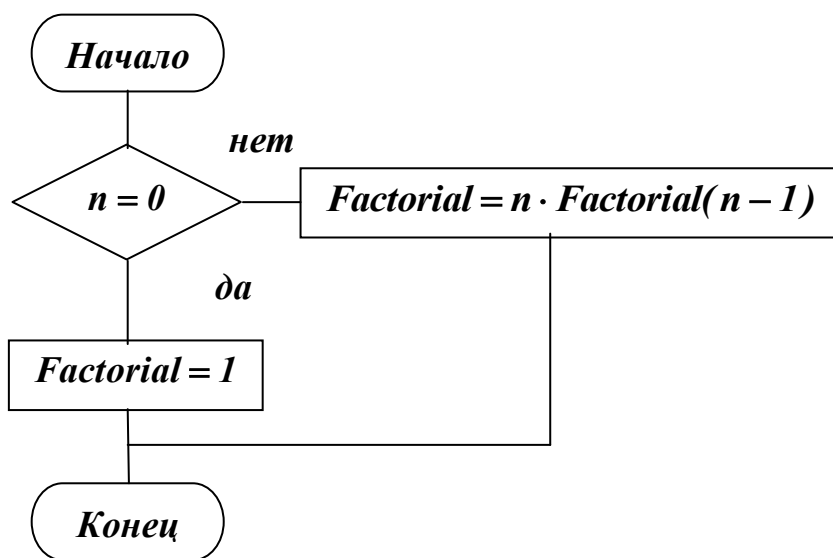 Начало
нет
n = 0
Factorial = n · Factorial(n − 1)
да
Factorial = 1
Конец